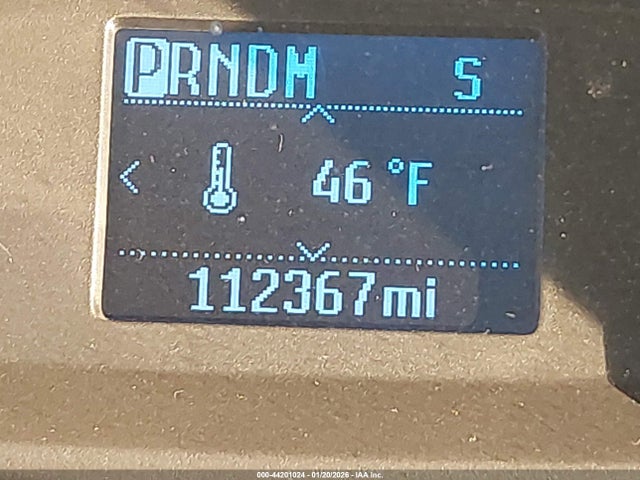 PRNDM S
46°F
112367mi
000-44201024 - 01/20/2026 - IAA Inc.